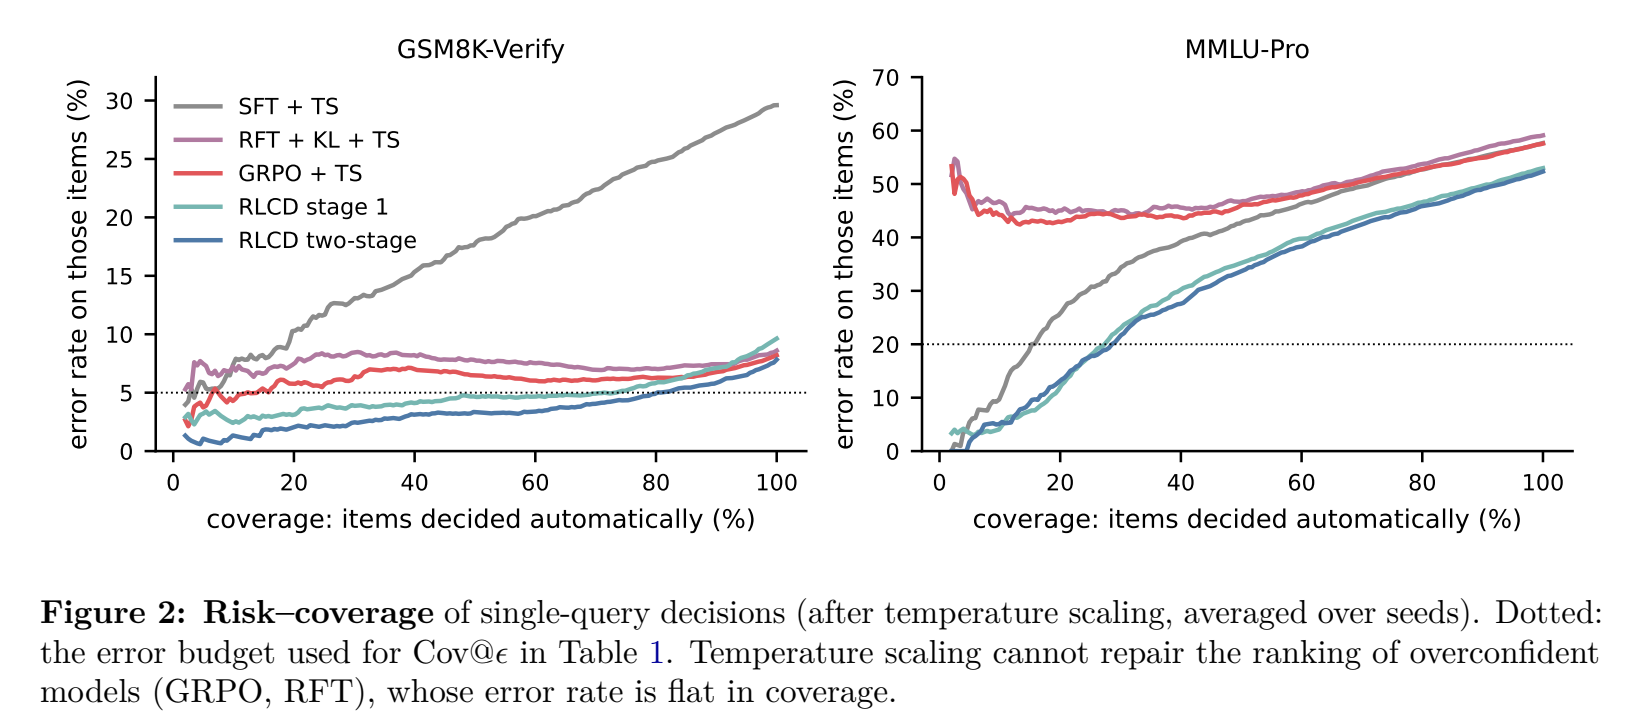 GSM8K-Verify
error rate on those items (%)
30
25
20
15
10
5
0
SFT + TS
RFT + KL + TS
GRPO + TS
RLCD stage 1
RLCD two-stage
0 20 40 60 80 100
coverage: items decided automatically (%)
MMLU-Pro
error rate on those items (%)
70
60
50
40
30
20
10
0
0 20 40 60 80 100
coverage: items decided automatically (%)
Figure 2: Risk–coverage of single-query decisions (after temperature scaling, averaged over seeds). Dotted:
the error budget used for Cov@ϵ in Table 1. Temperature scaling cannot repair the ranking of overconfident
models (GRPO, RFT), whose error rate is flat in coverage.